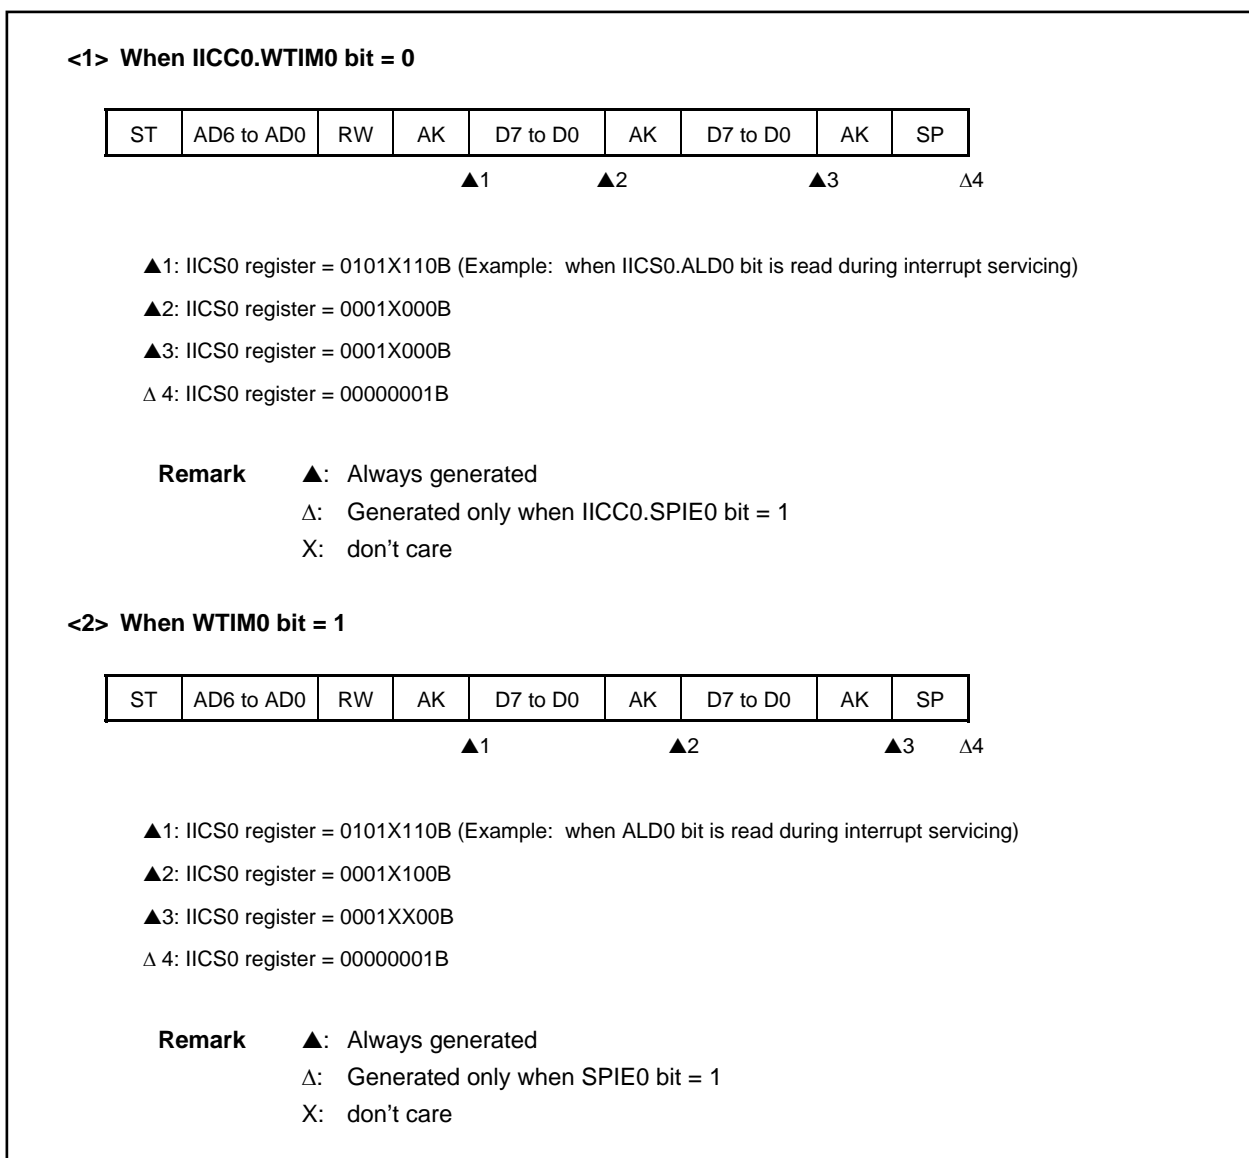 <1> When IICC0.WTIM0 bit = 0
ST AD6 to AD0 RW AK D7 to D0 AK D7 to D0 AK SP
▲1 ▲2 ▲3 Δ4
▲1: IICS0 register = 0101X110B (Example: when IICS0.ALD0 bit is read during interrupt servicing)
▲2: IICS0 register = 0001X000B
▲3: IICS0 register = 0001X000B
Δ 4: IICS0 register = 00000001B
Remark ▲: Always generated
Δ: Generated only when IICC0.SPIE0 bit = 1
X: don't care
<2> When WTIM0 bit = 1
ST AD6 to AD0 RW AK D7 to D0 AK D7 to D0 AK SP
▲1 ▲2 ▲3 Δ4
▲1: IICS0 register = 0101X110B (Example: when ALD0 bit is read during interrupt servicing)
▲2: IICS0 register = 0001X100B
▲3: IICS0 register = 0001XX00B
Δ 4: IICS0 register = 00000001B
Remark ▲: Always generated
Δ: Generated only when SPIE0 bit = 1
X: don't care